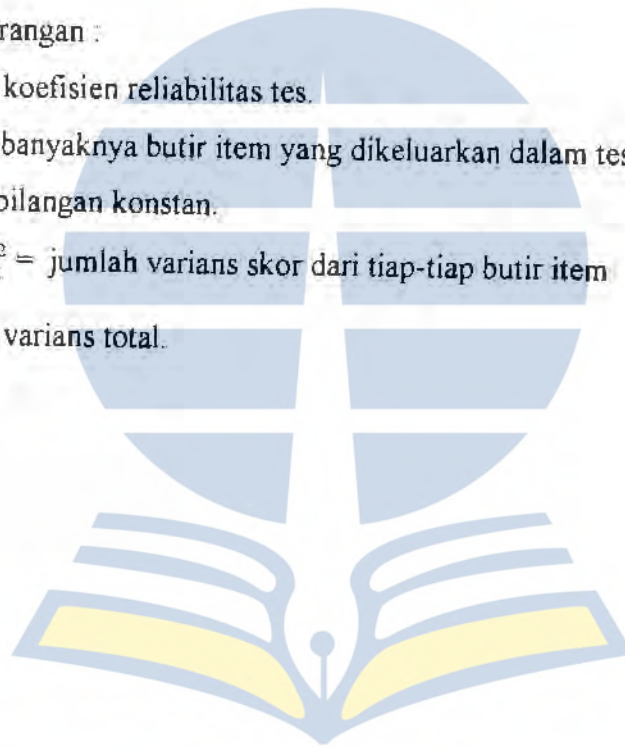 rangan :
koefisien reliabilitas tes.
banyaknya butir item yang dikeluarkan dalam tes
bilangan konstan.
2 = jumlah varians skor dari tiap-tiap butir item
varians total.